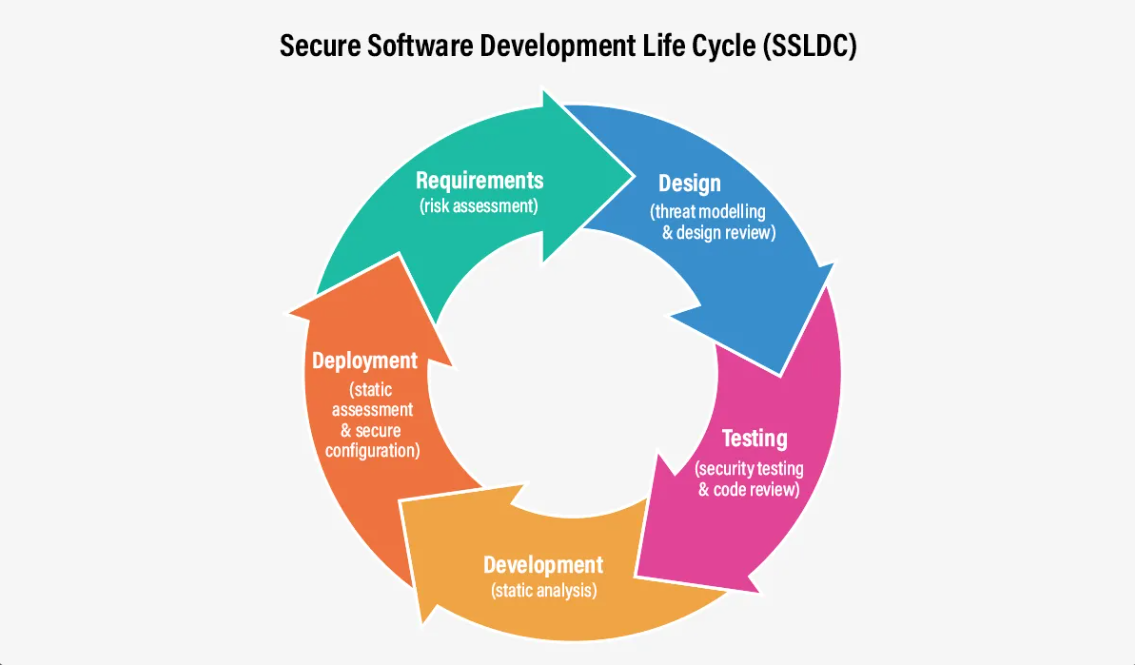 Secure Software Development Life Cycle (SSLDC)
Requirements
(risk assessment)
Design
(threat modelling
& design review)
Testing
(security testing
& code review)
Development
(static analysis)
Deployment
(static
assessment
& secure
configuration)